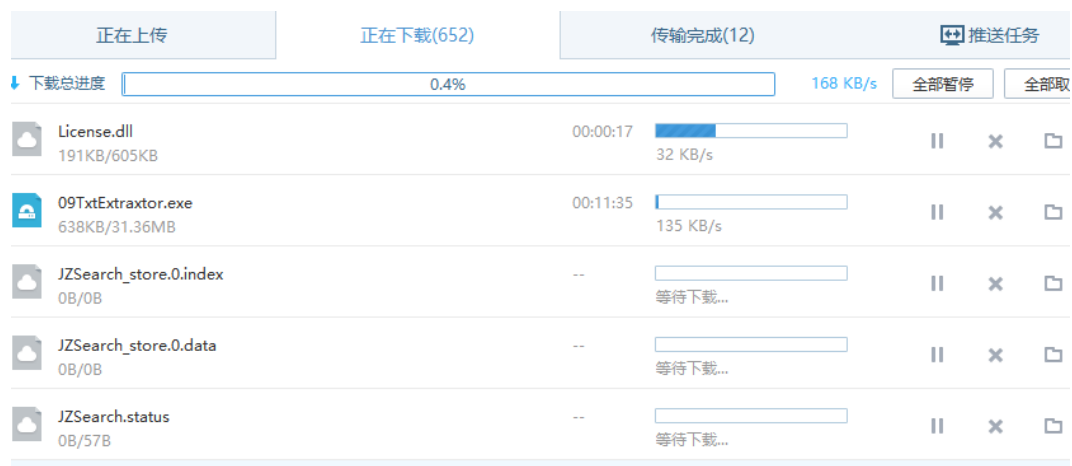 正在上传 正在下载(652) 传输完成(12) 推送任务
下载总进度 0.4% 168 KB/s 全部暂停 全部取
License.dll 00:00:17
191KB/605KB 32 KB/s
09TxtExtraxtor.exe 00:11:35
638KB/31.36MB 135 KB/s
JZSearch_store.0.index --
0B/0B 等待下载...
JZSearch_store.0.data --
0B/0B 等待下载...
JZSearch.status --
0B/57B 等待下载...